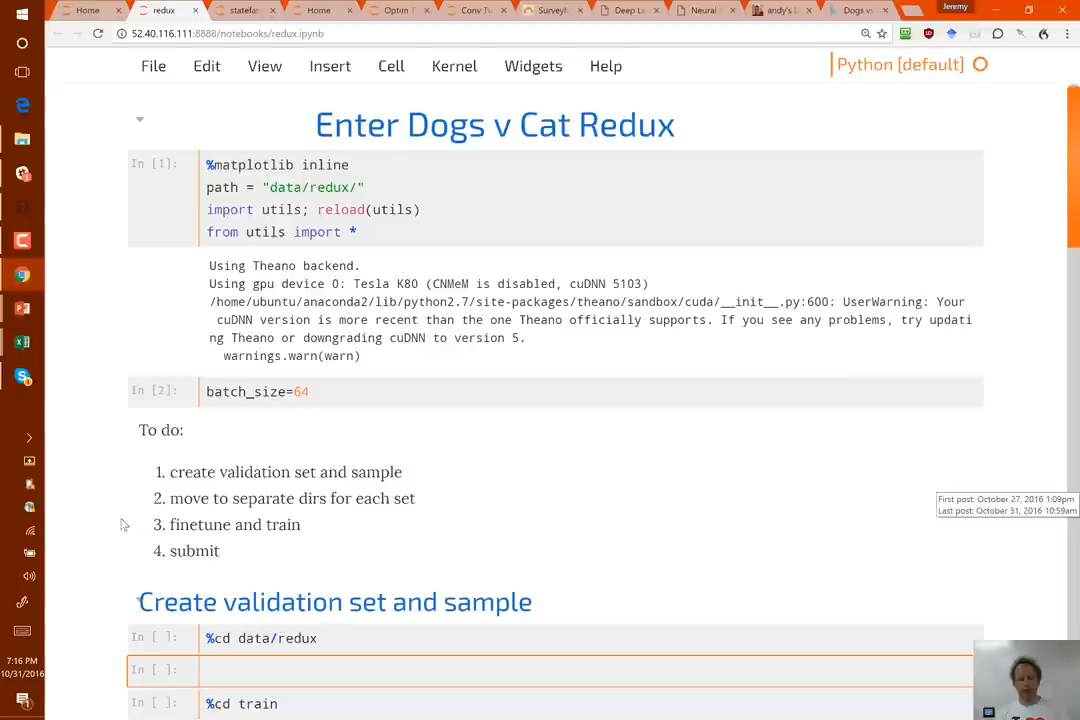 Home
redux
statefa
Home
Optim
Conv Tu
SurveyM
Deep L
Neural
andy's
Dogs vs
Jeremy
52.40.116.111:8888/notebooks/redux.ipynb
File Edit View Insert Cell Kernel Widgets Help
Python [default]
Enter Dogs v Cat Redux
In [1]:
%matplotlib inline
path = "data/redux/"
import utils; reload(utils)
from utils import *
Using Theano backend.
Using gpu device 0: Tesla K80 (CNMeM is disabled, cuDNN 5103)
/home/ubuntu/anaconda2/lib/python2.7/site-packages/theano/sandbox/cuda/__init__.py:600: UserWarning: Your
cuDNN version is more recent than the one Theano officially supports. If you see any problems, try updati
ng Theano or downgrading cuDNN to version 5.
warnings.warn(warn)
In [2]:
batch_size=64
To do:
1. create validation set and sample
2. move to separate dirs for each set
3. finetune and train
4. submit
First post: October 27, 2016 1:09pm
Last post: October 31, 2016 10:59am
Create validation set and sample
In [ ]:
%cd data/redux
In [ ]:
In [ ]:
%cd train
7:16 PM
10/31/2016